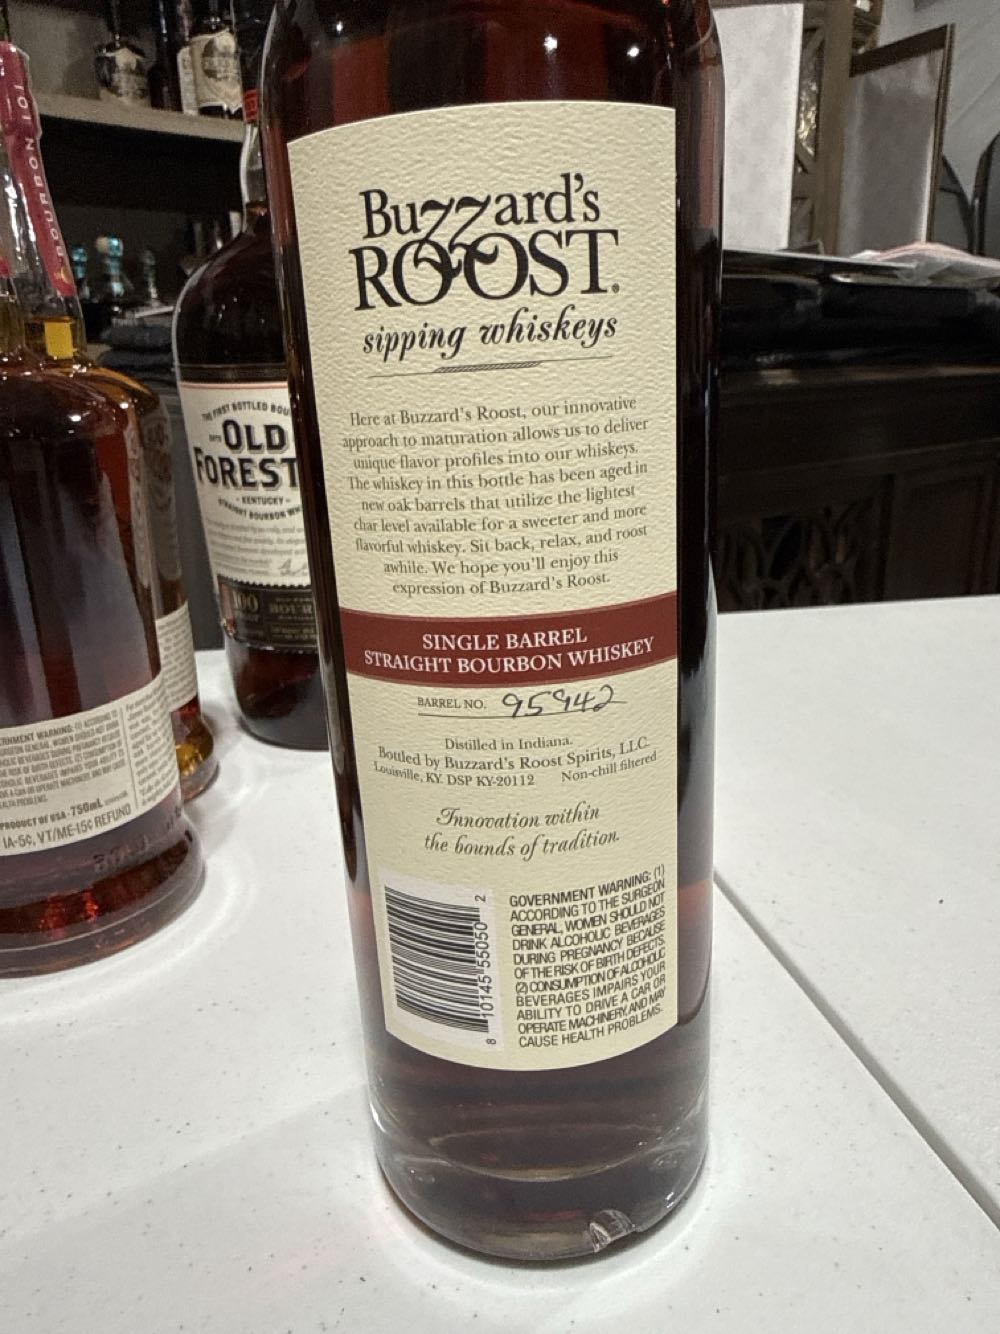 Buzzard's
ROOST®
sipping whiskeys
Here at Buzzard's Roost, our innovative
approach to maturation allows us to deliver
unique flavor profiles into our whiskeys.
The whiskey in this bottle has been aged in
new oak barrels that utilize the lightest
char level available for a sweeter and more
flavorful whiskey. Sit back, relax, and roost
awhile. We hope you'll enjoy this
expression of Buzzard's Roost.
SINGLE BARREL
STRAIGHT BOURBON WHISKEY
BARREL NO. 95942
Distilled in Indiana.
Bottled by Buzzard's Roost Spirits, LLC.
Louisville, KY. DSP KY-20112 Non-chill filtered
Innovation within
the bounds of tradition.
8 10145 55050 2
GOVERNMENT WARNING: (1)
ACCORDING TO THE SURGEON
GENERAL, WOMEN SHOULD NOT
DRINK ALCOHOLIC BEVERAGES
DURING PREGNANCY BECAUSE
OF THE RISK OF BIRTH DEFECTS.
(2) CONSUMPTION OF ALCOHOLIC
BEVERAGES IMPAIRS YOUR
ABILITY TO DRIVE A CAR OR
OPERATE MACHINERY, AND MAY
CAUSE HEALTH PROBLEMS.
THE FIRST BOTTLED BOU
OLD
FOREST
KENTUCKY
STRAIGHT BOURBON WH
100
BOURBON 101
PRODUCT OF USA 750mL
IA-5¢, VT/ME-15¢ REFUND